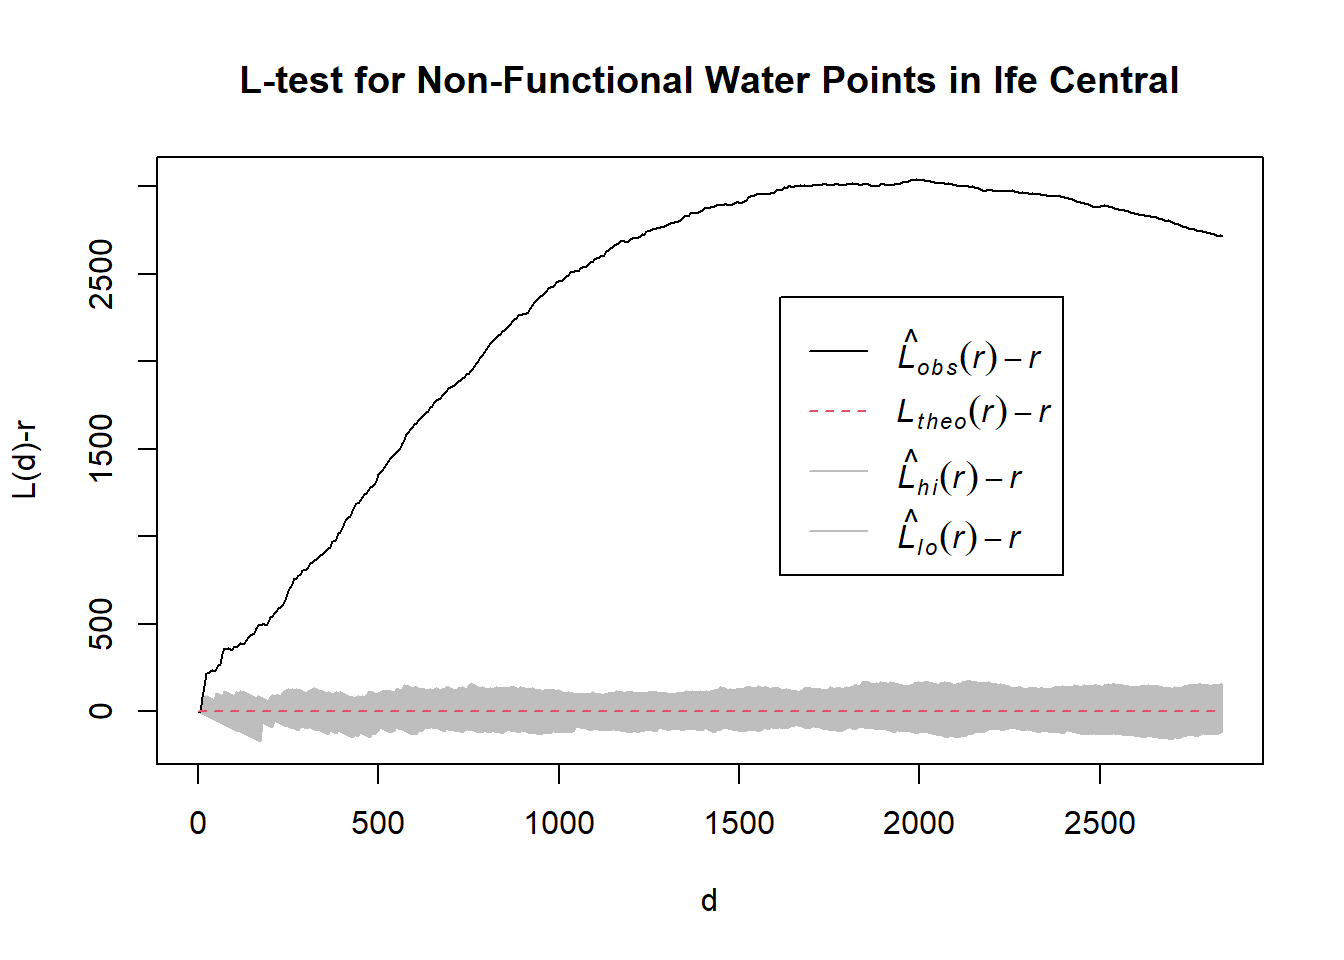 L-test for Non-Functional Water Points in Ife Central
L(d)-r
2500
1500
500
0
L̂obs(r) − r
Ltheo(r) − r
L̂hi(r) − r
L̂lo(r) − r
0 500 1000 1500 2000 2500
d